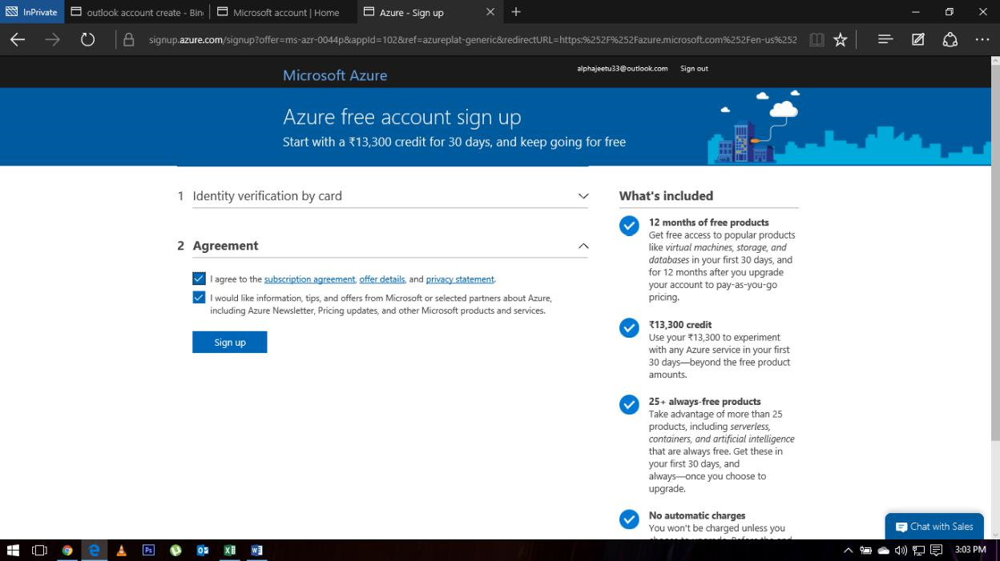 InPrivate
outlook account create - Bin
Microsoft account | Home
Azure - Sign up
signup.azure.com/signup?offer=ms-azr-0044p&appId=102&ref=azureplat-generic&redirectURL=https:%252F%252Fazure.microsoft.com%252Fen-us%252
Microsoft Azure
alphajeetu33@outlook.com Sign out
Azure free account sign up
Start with a ₹13,300 credit for 30 days, and keep going for free
1 Identity verification by card
2 Agreement
I agree to the subscription agreement, offer details, and privacy statement.
I would like information, tips, and offers from Microsoft or selected partners about Azure,
including Azure Newsletter, Pricing updates, and other Microsoft products and services.
Sign up
What's included
12 months of free products
Get free access to popular products
like virtual machines, storage, and
databases in your first 30 days, and
for 12 months after you upgrade
your account to pay-as-you-go
pricing.
₹13,300 credit
Use your ₹13,300 to experiment
with any Azure service in your first
30 days—beyond the free product
amounts.
25+ always-free products
Take advantage of more than 25
products, including serverless,
containers, and artificial intelligence
that are always free. Get these in
your first 30 days, and
always—once you choose to
upgrade.
No automatic charges
You won't be charged unless you
Chat with Sales
Ps
3:03 PM